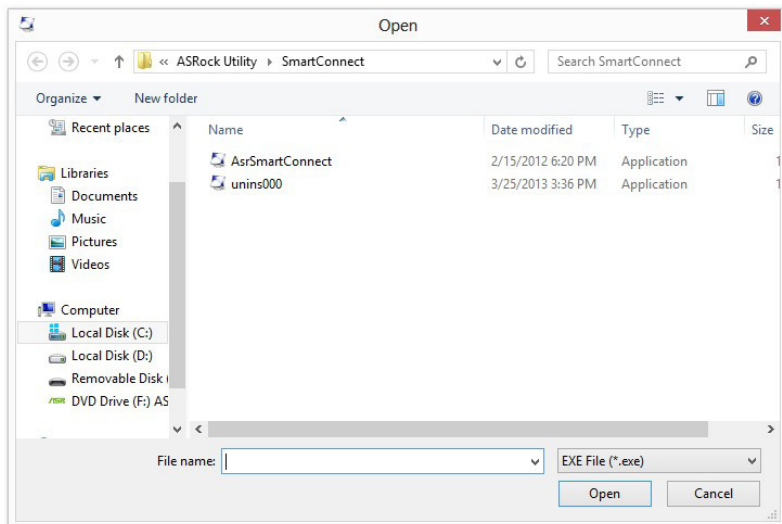 Open
« ASRock Utility SmartConnect
Search SmartConnect
Organize New folder
Recent places
Libraries
Documents
Music
Pictures
Videos
Computer
Local Disk (C:)
Local Disk (D:)
Removable Disk
DVD Drive (F:) AS
Name Date modified Type Size
AsrSmartConnect 2/15/2012 6:20 PM Application 1
unins000 3/25/2013 3:36 PM Application 1
File name: EXE File (*.exe)
Open Cancel